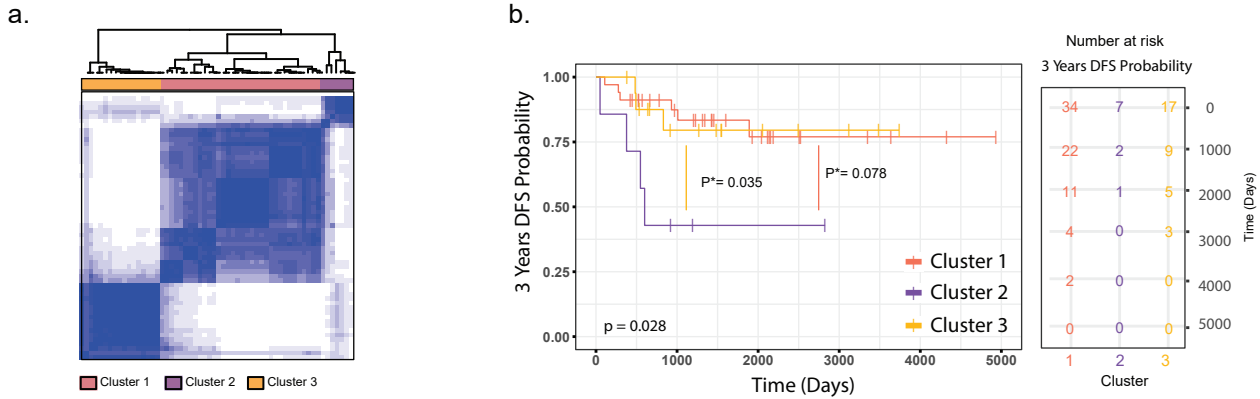 a.
Cluster 1 Cluster 2 Cluster 3
b.
3 Years DFS Probability
1.00
0.75
0.50
0.25
0.00
P*= 0.035
P*= 0.078
Cluster 1
Cluster 2
Cluster 3
p = 0.028
0 1000 2000 3000 4000 5000
Time (Days)
Number at risk
3 Years DFS Probability
34 7 17 0
22 2 9 1000
11 1 5 2000
4 0 3 3000
2 0 0 4000
0 0 0 5000
1 2 3
Cluster
Time (Days)